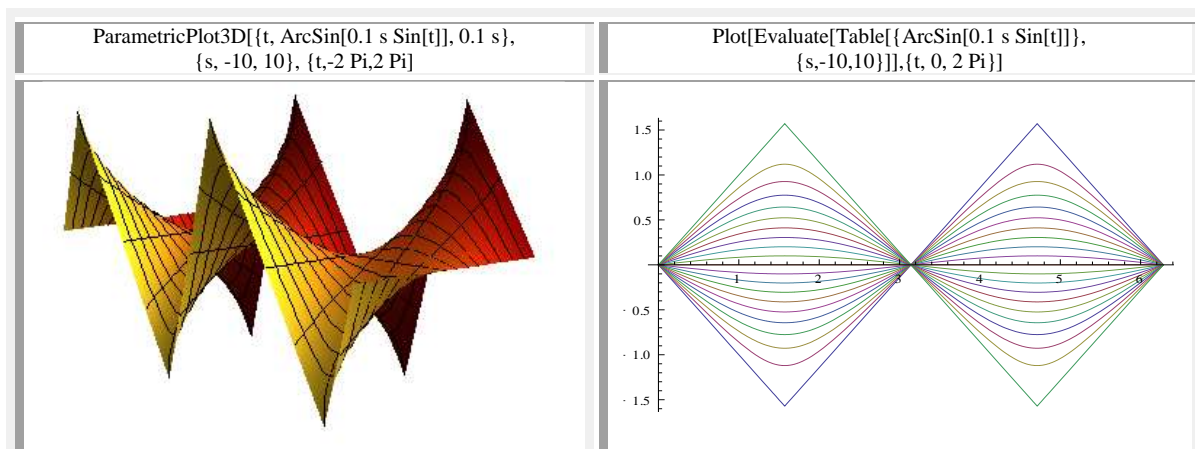 ParametricPlot3D[{t, ArcSin[0.1 s Sin[t]], 0.1 s},
{s, -10, 10}, {t,-2 Pi,2 Pi]
Plot[Evaluate[Table[{ArcSin[0.1 s Sin[t]]},
{s,-10,10}]],{t, 0, 2 Pi}]
1.5
1.0
0.5
1 2 3 4 5 6
- 0.5
- 1.0
- 1.5